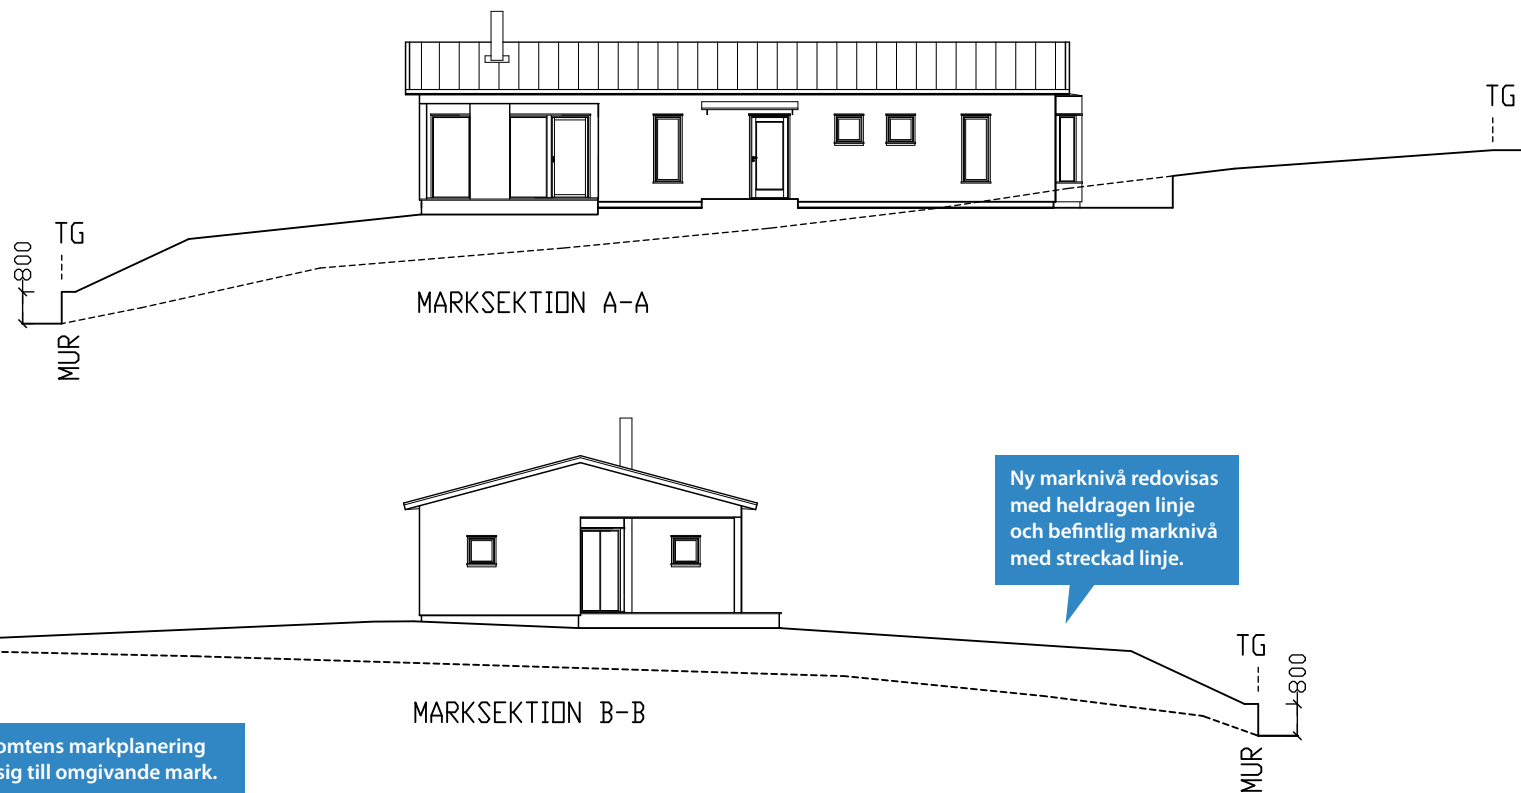 TG
TG
800
MUR
MARKSEKTION A-A
Ny marknivå redovisas
med heldragen linje
och befintlig marknivå
med streckad linje.
TG
800
MUR
MARKSEKTION B-B
markplanering
sig till omgivande mark.